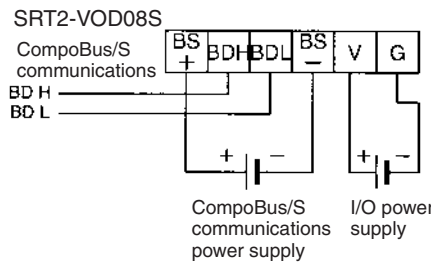 SRT2-VOD08S
CompoBus/S
communications
BS + BDH BDL BS – V G
BD H
BD L
+ – + –
CompoBus/S
communications
power supply
I/O power
supply